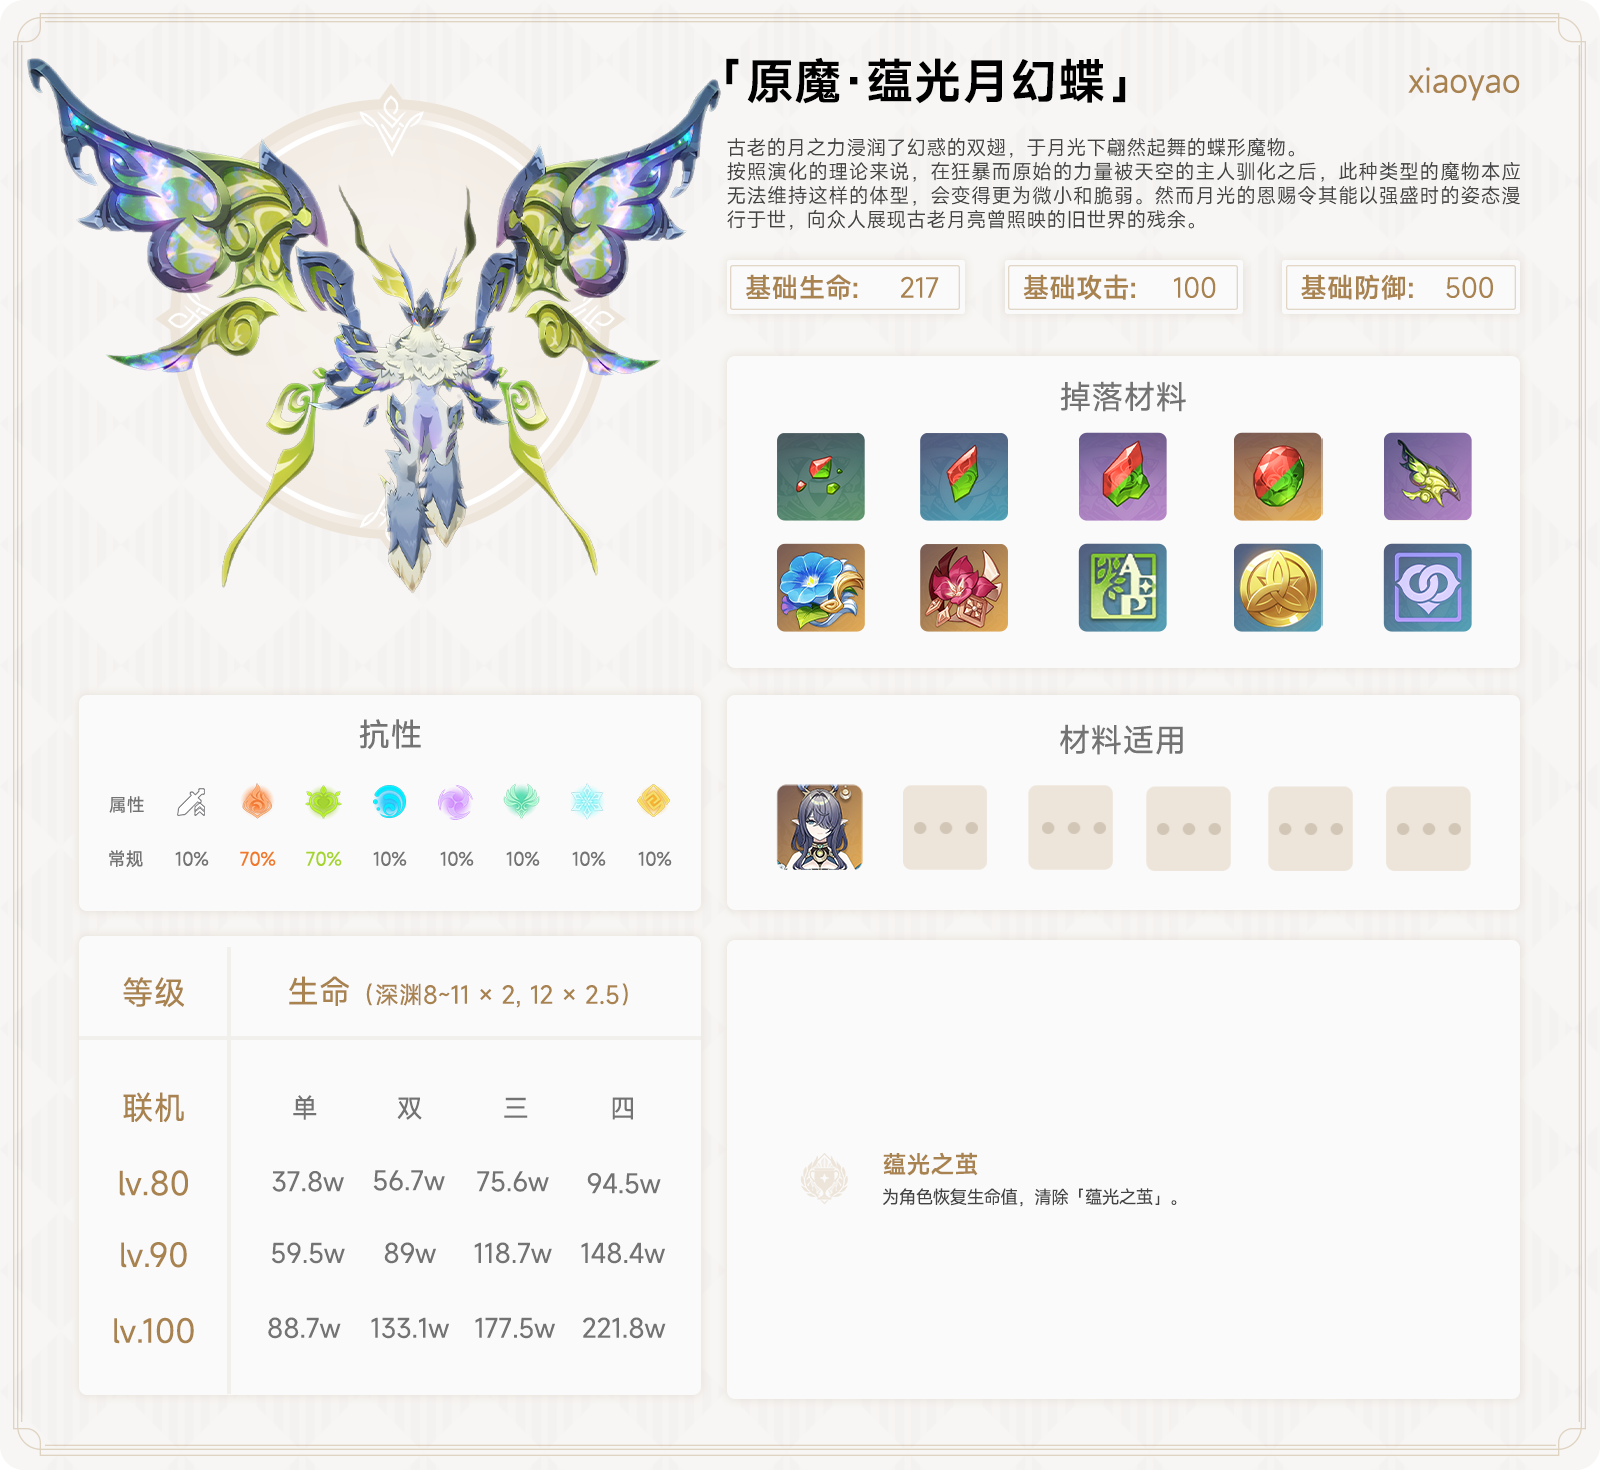 「原魔·蕴光月幻蝶」
xiaoyao
古老的月之力浸润了幻惑的双翅，于月光下翩然起舞的蝶形魔物。
按照演化的理论来说，在狂暴而原始的力量被天空的主人驯化之后，此种类型的魔物本应
无法维持这样的体型，会变得更为微小和脆弱。然而月光的恩赐令其能以强盛时的姿态漫
行于世，向众人展现古老月亮曾照映的旧世界的残余。
基础生命: 217
基础攻击: 100
基础防御: 500
掉落材料
AEP
抗性
属性
常规 10% 70% 70% 10% 10% 10% 10% 10%
材料适用
等级 生命（深渊8~11 × 2, 12 × 2.5）
联机 单 双 三 四
lv.80 37.8w 56.7w 75.6w 94.5w
lv.90 59.5w 89w 118.7w 148.4w
lv.100 88.7w 133.1w 177.5w 221.8w
蕴光之茧
为角色恢复生命值，清除「蕴光之茧」。